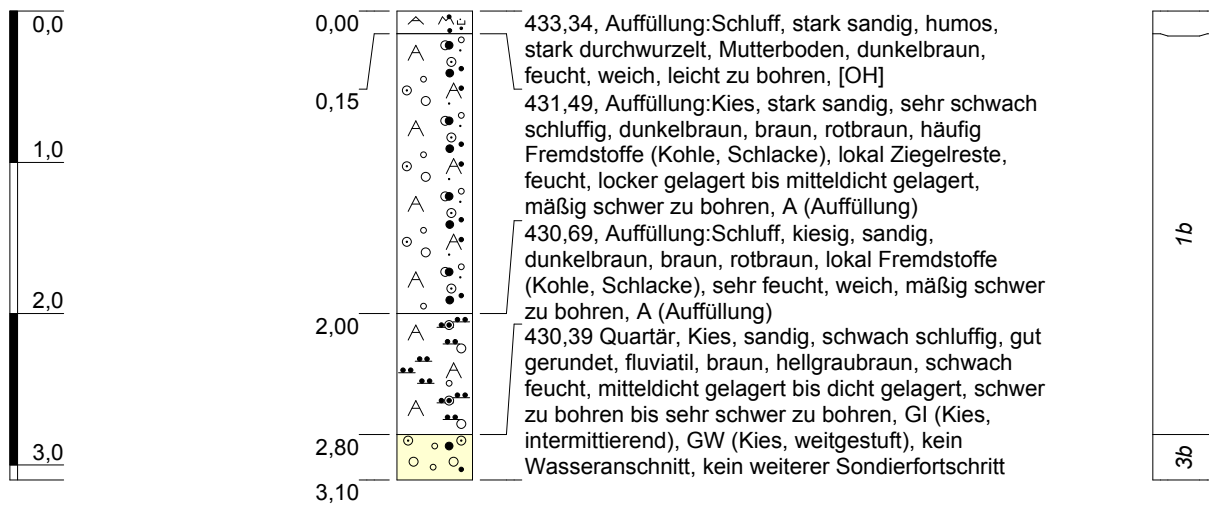 0,0
1,0
2,0
3,0
0,00
0,15
2,00
2,80
3,10
433,34, Auffüllung:Schluff, stark sandig, humos,
stark durchwurzelt, Mutterboden, dunkelbraun,
feucht, weich, leicht zu bohren, [OH]
431,49, Auffüllung:Kies, stark sandig, sehr schwach
schluffig, dunkelbraun, braun, rotbraun, häufig
Fremdstoffe (Kohle, Schlacke), lokal Ziegelreste,
feucht, locker gelagert bis mitteldicht gelagert,
mäßig schwer zu bohren, A (Auffüllung)
430,69, Auffüllung:Schluff, kiesig, sandig,
dunkelbraun, braun, rotbraun, lokal Fremdstoffe
(Kohle, Schlacke), sehr feucht, weich, mäßig schwer
zu bohren, A (Auffüllung)
430,39 Quartär, Kies, sandig, schwach schluffig, gut
gerundet, fluviatil, braun, hellgraubraun, schwach
feucht, mitteldicht gelagert bis dicht gelagert, schwer
zu bohren bis sehr schwer zu bohren, GI (Kies,
intermittierend), GW (Kies, weitgestuft), kein
Wasseranschnitt, kein weiterer Sondierfortschritt
1b
3b